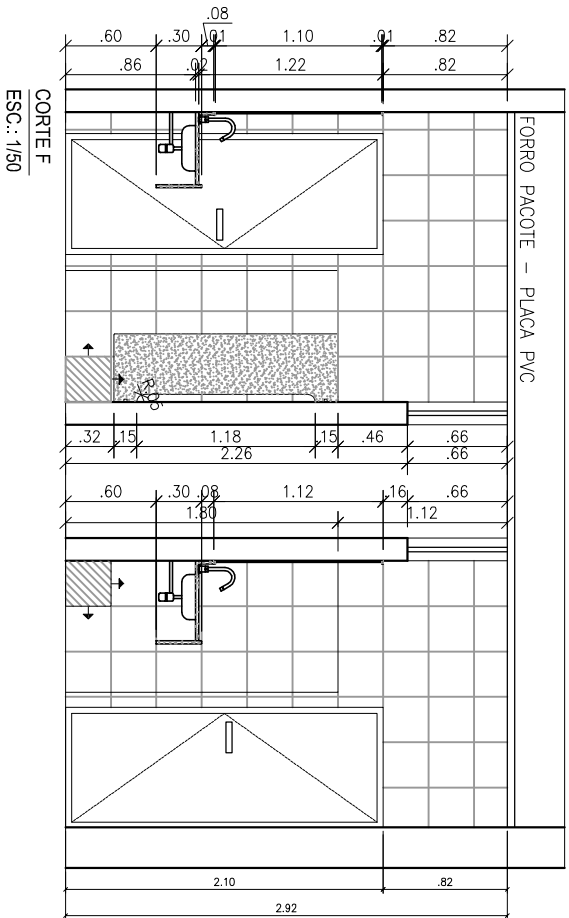 .08
.60 .30 .01 1.10 .01 .82
.86 .02 1.22 .82
FORRO PACOTE - PLACA PVC
CORTE F
ESC.: 1/50
R.05
.32 .15 1.18 .15 .46 .66
2.26 .66
.60 .30 .08 1.12 .16 .66
1.80 1.12
2.10 .82
2.92